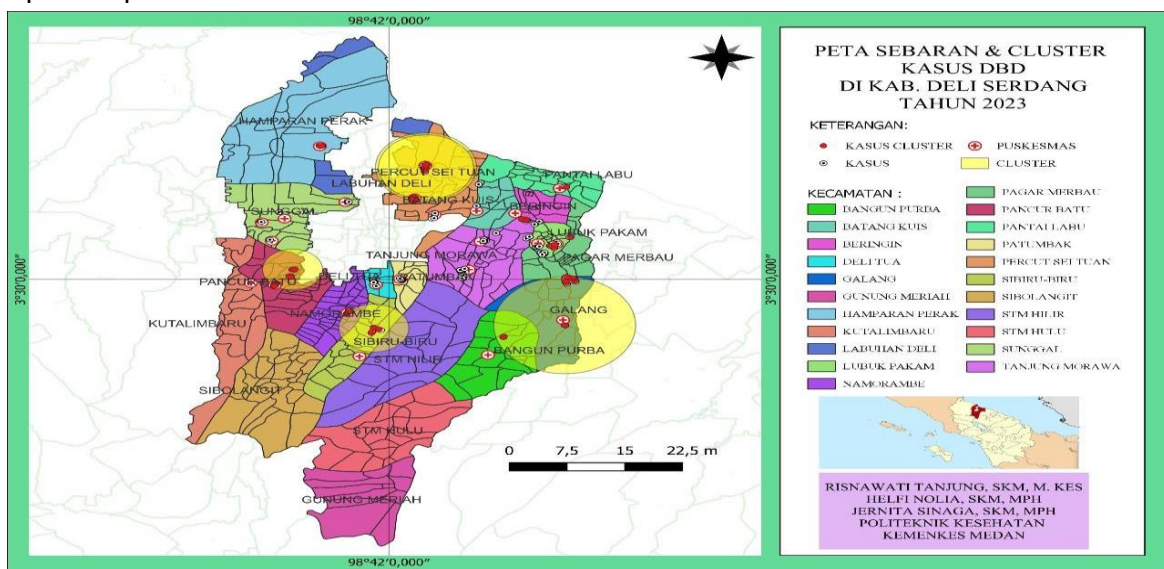 98°42'0,000"
HAMPARAN PERAK
PERCUT SEI TUAN
LABUHAN DELI
PANTAI LABU
BATANG KUIS
BERINGIN
SUNGGAL
LUBUK PAKAM
TANJUNG MORAWA
PAGAR MERBAU
PATUMBAK
PANCUR BATU
3°30'0,000"
3°30'0,000"
NAMORAMBE
GALANG
KUTALIMBARU
SIBIRU-BIRU
BANGUN PURBA
STM HILIR
SIBOLANGIT
STM HULU
GUNUNG MERIAH
0 7,5 15 22,5 m
98°42'0,000"
PETA SEBARAN & CLUSTER
KASUS DBD
DI KAB. DELI SERDANG
TAHUN 2023
KETERANGAN:
KASUS CLUSTER
PUSKESMAS
KASUS
CLUSTER
KECAMATAN :
BANGUN PURBA
BATANG KUIS
BERINGIN
DELI TUA
GALANG
GUNUNG MERIAH
HAMPARAN PERAK
KUTALIMBARU
LABUHAN DELI
LUBUK PAKAM
NAMORAMBE
PAGAR MERBAU
PANCUR BATU
PANTAI LABU
PATUMBAK
PERCUT SEI TUAN
SIBIRU-BIRU
SIBOLANGIT
STM HILIR
STM HULU
SUNGGAL
TANJUNG MORAWA
RISNAWATI TANJUNG, SKM, M. KES
HELFI NOLIA, SKM, MPH
JERNITA SINAGA, SKM, MPH
POLITEKNIK KESEHATAN
KEMENKES MEDAN